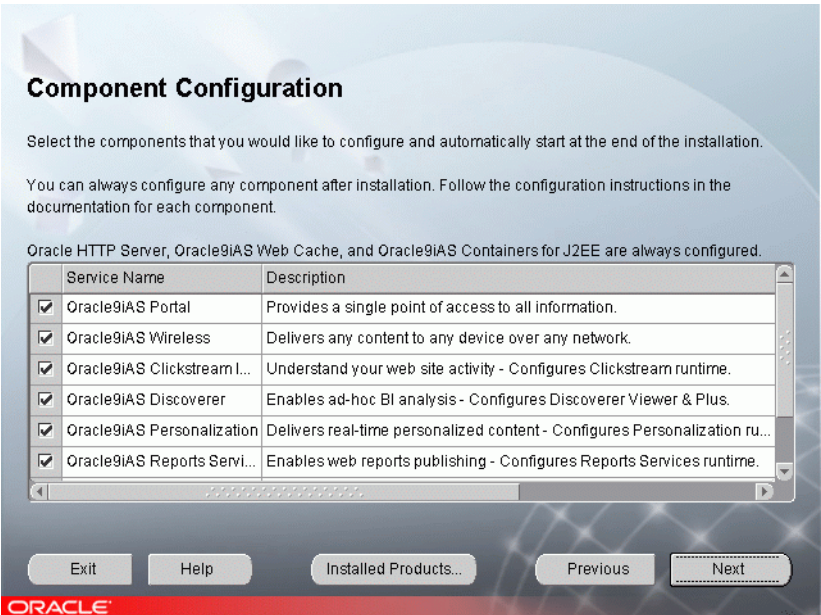 Component Configuration
Select the components that you would like to configure and automatically start at the end of the installation.
You can always configure any component after installation. Follow the configuration instructions in the
documentation for each component.
Oracle HTTP Server, Oracle9iAS Web Cache, and Oracle9iAS Containers for J2EE are always configured.
Service Name Description
Oracle9iAS Portal Provides a single point of access to all information.
Oracle9iAS Wireless Delivers any content to any device over any network.
Oracle9iAS Clickstream I... Understand your web site activity - Configures Clickstream runtime.
Oracle9iAS Discoverer Enables ad-hoc BI analysis - Configures Discoverer Viewer & Plus.
Oracle9iAS Personalization Delivers real-time personalized content - Configures Personalization ru...
Oracle9iAS Reports Servi... Enables web reports publishing - Configures Reports Services runtime.
Exit Help Installed Products... Previous Next
ORACLE